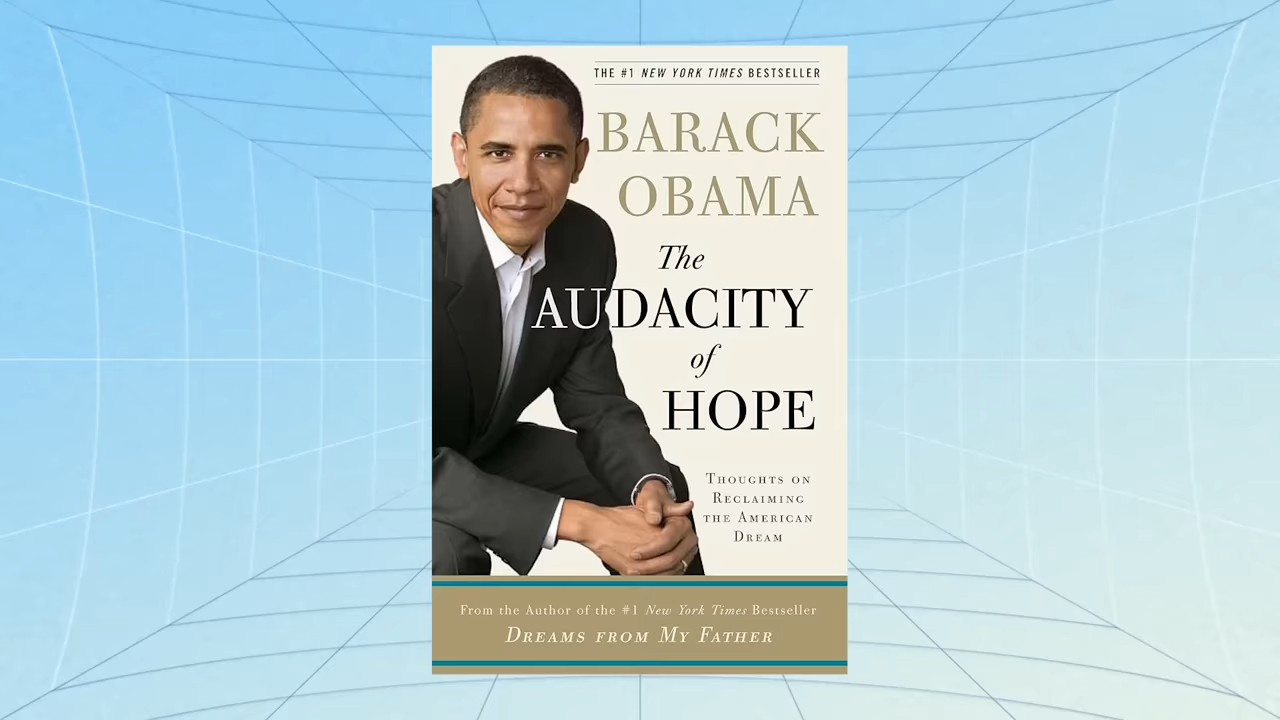 THE #1 NEW YORK TIMES BESTSELLER
BARACK
OBAMA
The
AUDACITY
of
HOPE
THOUGHTS ON
RECLAIMING
THE AMERICAN
DREAM
From the Author of the #1 New York Times Bestseller
DREAMS FROM MY FATHER